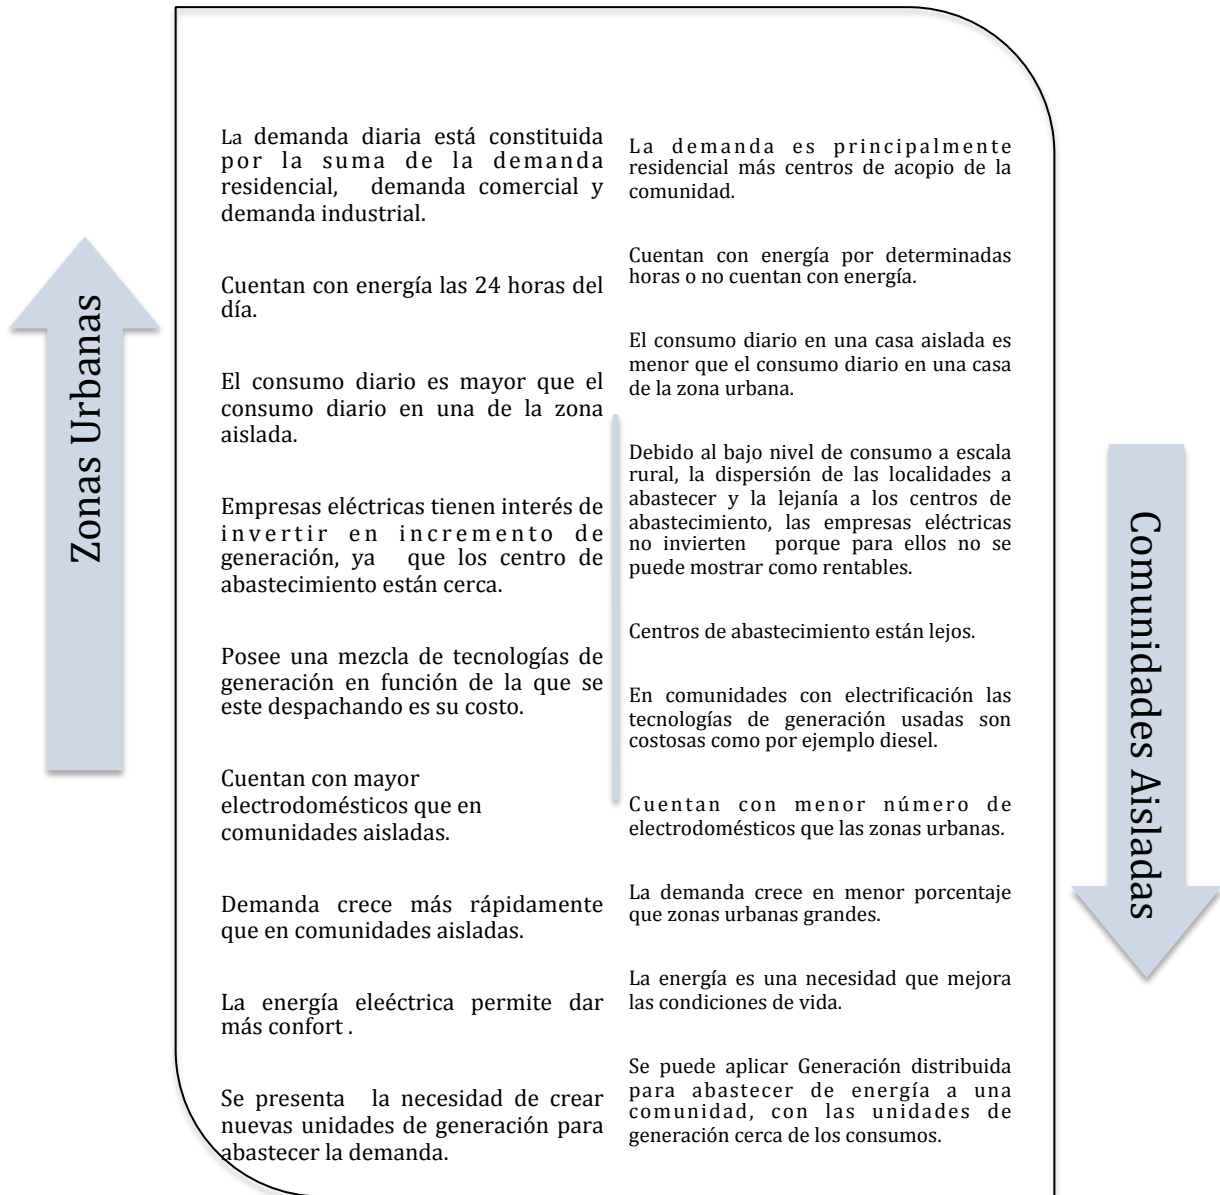 Zonas Urbanas
La demanda diaria está constituida
por la suma de la demanda
residencial, demanda comercial y
demanda industrial.
Cuentan con energía las 24 horas del
día.
El consumo diario es mayor que el
consumo diario en una de la zona
aislada.
Empresas eléctricas tienen interés de
invertir en incremento de
generación, ya que los centro de
abastecimiento están cerca.
Posee una mezcla de tecnologías de
generación en función de la que se
este despachando es su costo.
Cuentan con mayor
electrodomésticos que en
comunidades aisladas.
Demanda crece más rápidamente
que en comunidades aisladas.
La energía eleéctrica permite dar
más confort .
Se presenta la necesidad de crear
nuevas unidades de generación para
abastecer la demanda.
La demanda es principalmente
residencial más centros de acopio de la
comunidad.
Cuentan con energía por determinadas
horas o no cuentan con energía.
El consumo diario en una casa aislada es
menor que el consumo diario en una casa
de la zona urbana.
Debido al bajo nivel de consumo a escala
rural, la dispersión de las localidades a
abastecer y la lejanía a los centros de
abastecimiento, las empresas eléctricas
no invierten porque para ellos no se
puede mostrar como rentables.
Centros de abastecimiento están lejos.
En comunidades con electrificación las
tecnologías de generación usadas son
costosas como por ejemplo diesel.
Cuentan con menor número de
electrodomésticos que las zonas urbanas.
La demanda crece en menor porcentaje
que zonas urbanas grandes.
La energía es una necesidad que mejora
las condiciones de vida.
Se puede aplicar Generación distribuida
para abastecer de energía a una
comunidad, con las unidades de
generación cerca de los consumos.
Comunidades Aisladas